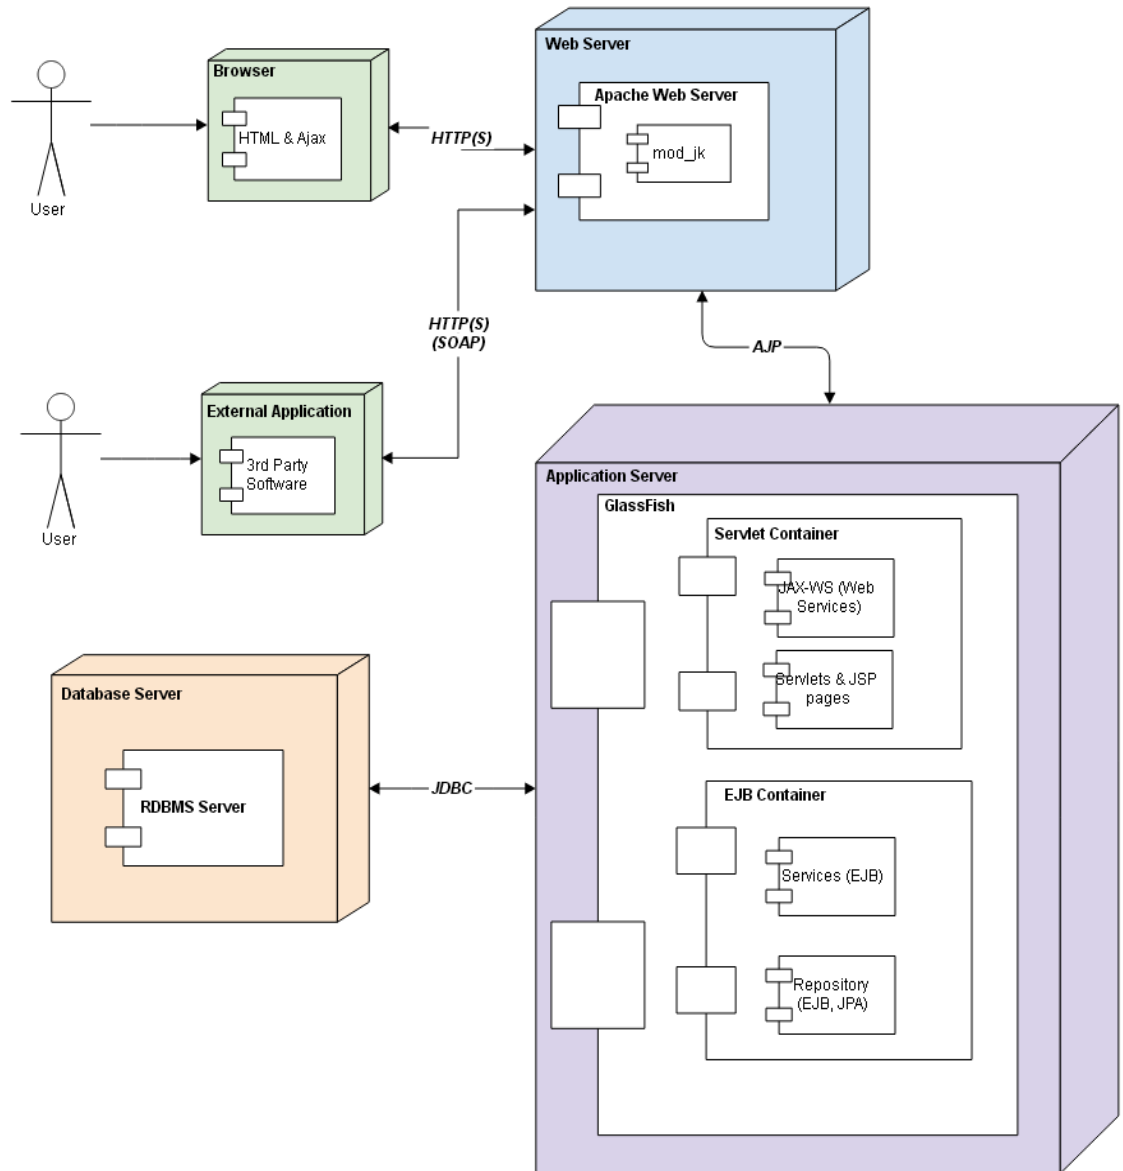 Web Server
Browser
Apache Web Server
HTML & Ajax
HTTP(S)
mod_jk
User
HTTP(S)
(SOAP)
AJP
External Application
3rd Party
Software
User
Application Server
GlassFish
Servlet Container
JAX-WS (Web
Services)
Servlets & JSP
pages
Database Server
RDBMS Server
JDBC
EJB Container
Services (EJB)
Repository
(EJB, JPA)